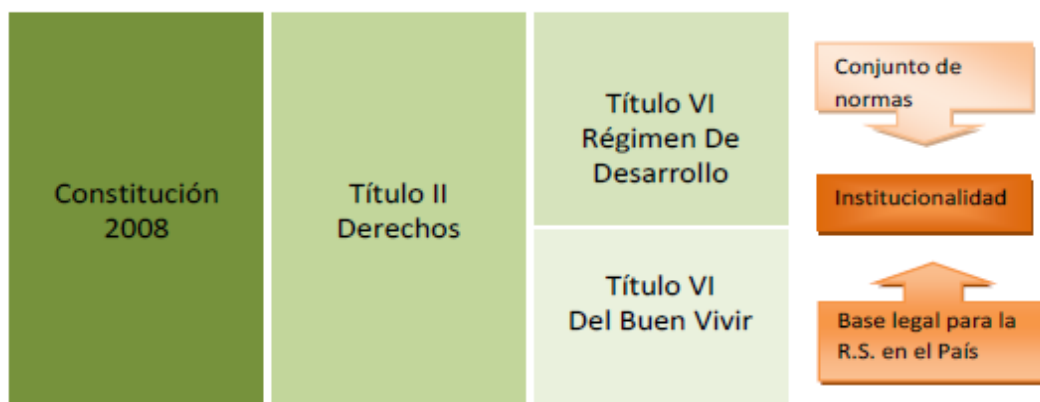 Constitución
2008
Título II
Derechos
Título VI
Régimen De
Desarrollo
Título VI
Del Buen Vivir
Conjunto de
normas
Institucionalidad
Base legal para la
R.S. en el País